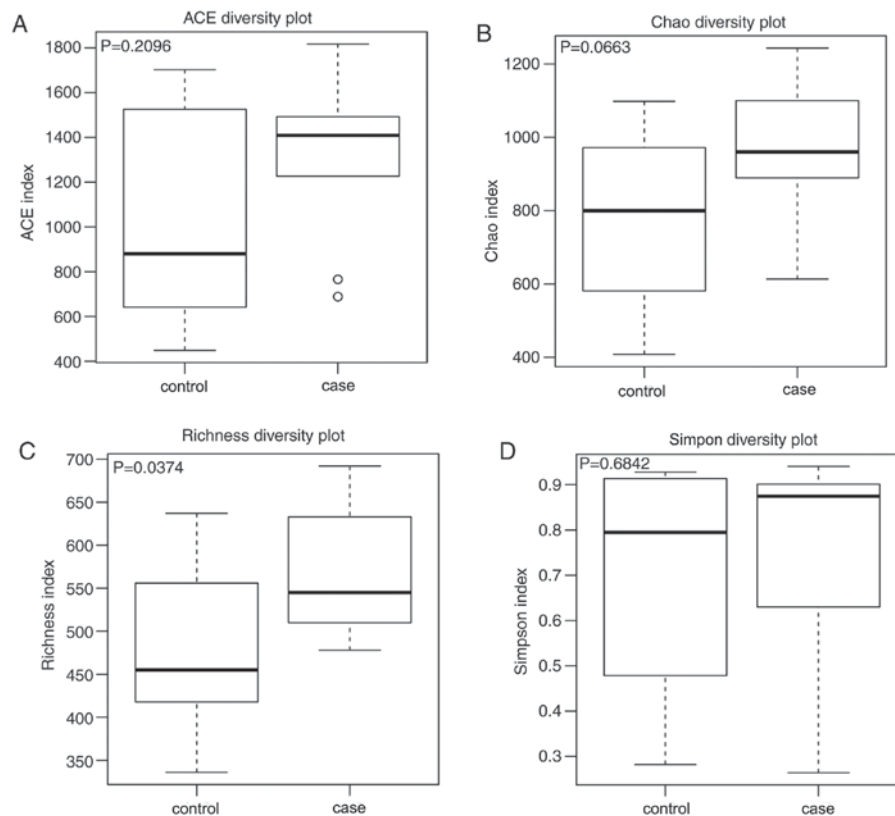 A
ACE diversity plot
P=0.2096
1800
1600
1400
1200
1000
800
600
400
ACE index
control
case
B
Chao diversity plot
P=0.0663
1200
1000
800
600
400
Chao index
control
case
C
Richness diversity plot
P=0.0374
700
650
600
550
500
450
400
350
Richness index
control
case
D
Simpon diversity plot
P=0.6842
0.9
0.8
0.7
0.6
0.5
0.4
0.3
Simpson index
control
case